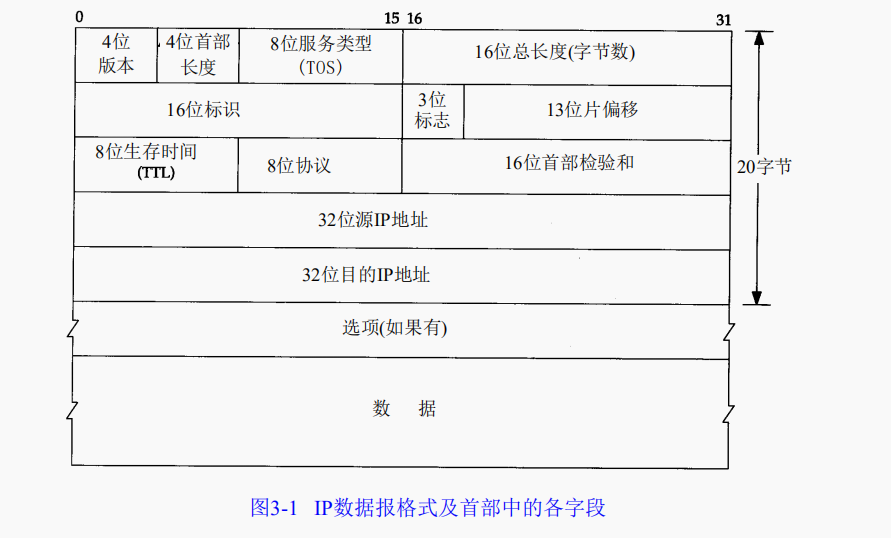 0 15 16 31
4位版本 4位首部长度 8位服务类型(TOS) 16位总长度(字节数)
16位标识 3位标志 13位片偏移
8位生存时间(TTL) 8位协议 16位首部检验和
20字节
32位源IP地址
32位目的IP地址
选项(如果有)
数 据
图3-1 IP数据报格式及首部中的各字段